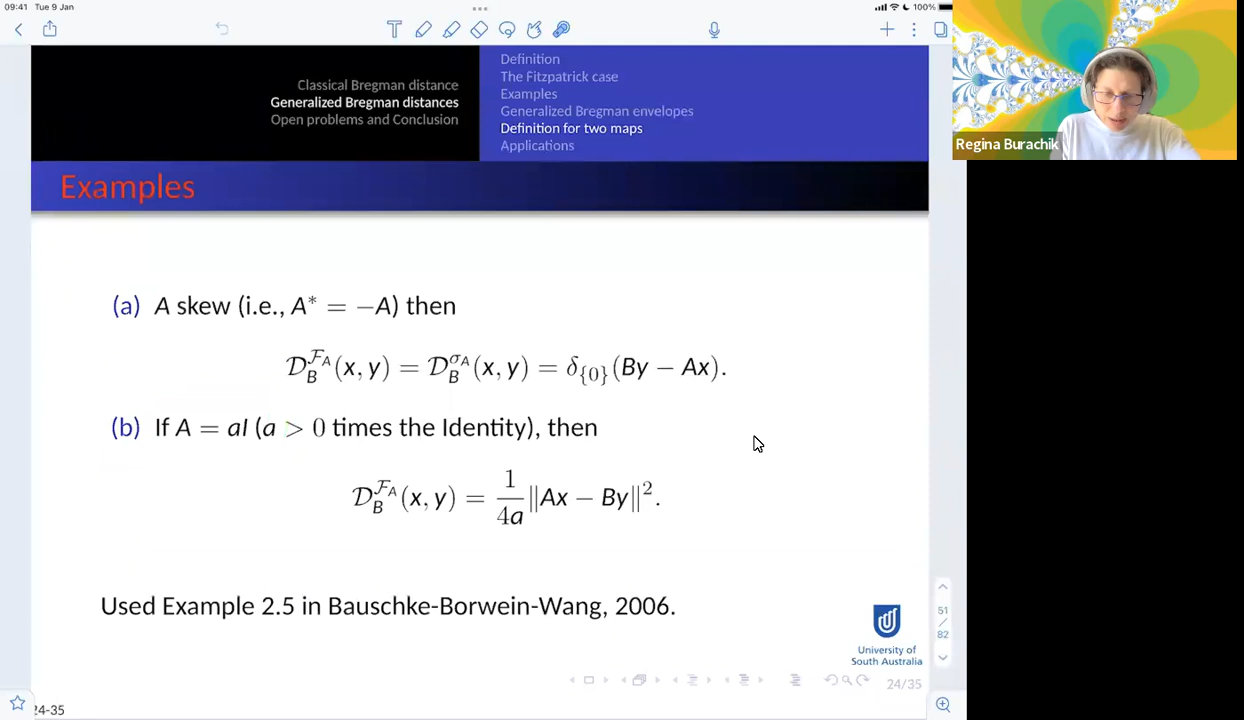 09:41 Tue 9 Jan
100%
Classical Bregman distance
Generalized Bregman distances
Open problems and Conclusion
Definition
The Fitzpatrick case
Examples
Generalized Bregman envelopes
Definition for two maps
Applications
Regina Burachik
Examples
(a) A skew (i.e., A* = −A) then
𝒟_B^{ℱ_A}(x, y) = 𝒟_B^{σ_A}(x, y) = δ_{{0}}(By − Ax).
(b) If A = aI (a > 0 times the Identity), then
𝒟_B^{ℱ_A}(x, y) = \frac{1}{4a}‖Ax − By‖².
Used Example 2.5 in Bauschke-Borwein-Wang, 2006.
51
/
82
University of
South Australia
24/35
24-35